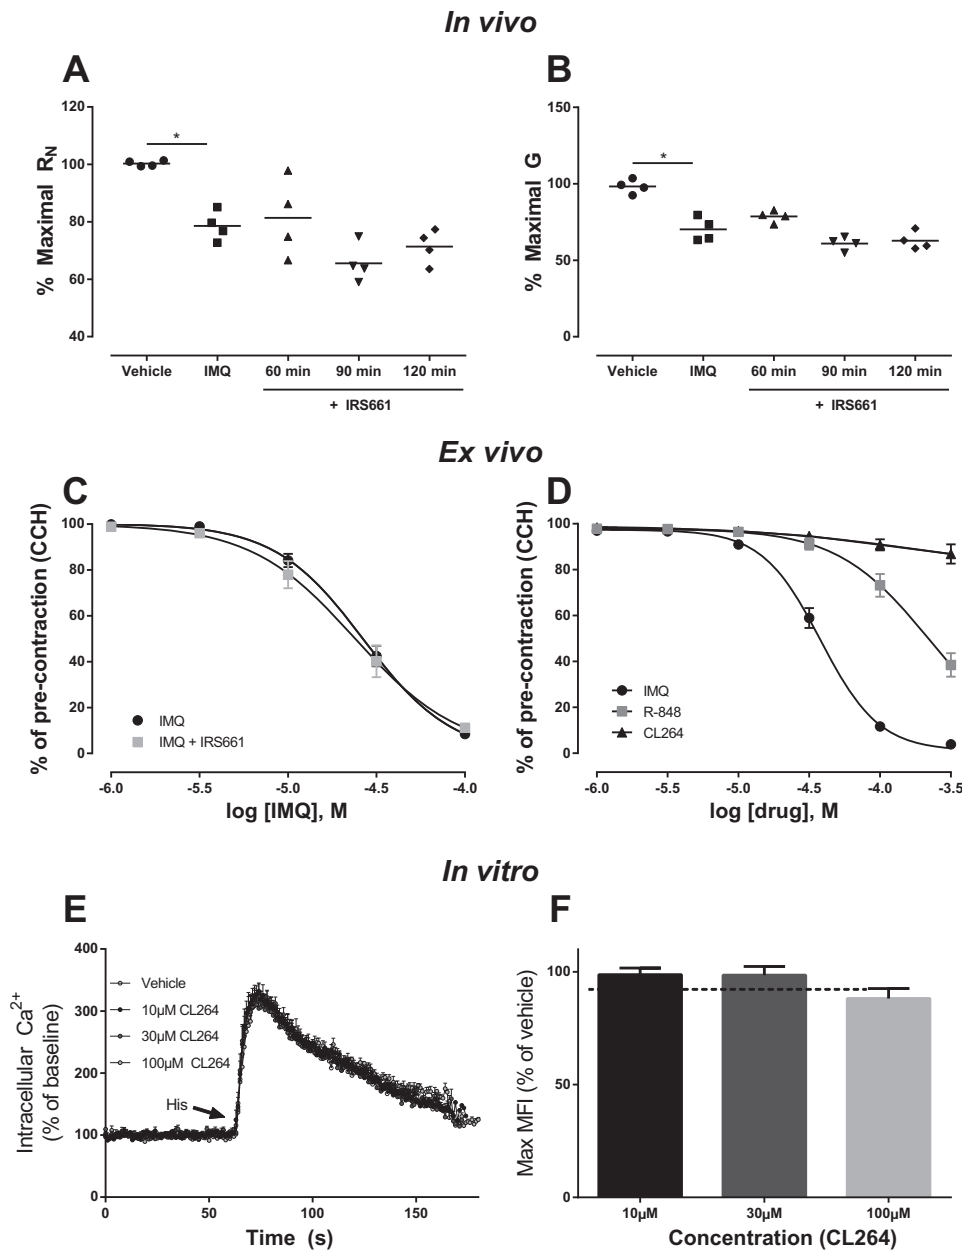 In vivo
A
B
% Maximal RN
120
100
80
60
40
*
Vehicle
IMQ
60 min
90 min
120 min
+ IRS661
% Maximal G
150
100
50
0
*
Vehicle
IMQ
60 min
90 min
120 min
+ IRS661
Ex vivo
C
D
% of pre-contraction (CCH)
100
80
60
40
20
0
IMQ
IMQ + IRS661
-6.0
-5.5
-5.0
-4.5
-4.0
log [IMQ], M
% of pre-contraction (CCH)
100
80
60
40
20
0
IMQ
R-848
CL264
-6.0
-5.5
-5.0
-4.5
-4.0
-3.5
log [drug], M
In vitro
E
F
Intracellular Ca2+
(% of baseline)
400
300
200
100
0
Vehicle
10µM CL264
30µM CL264
100µM CL264
His
0
50
100
150
Time (s)
Max MFI (% of vehicle)
100
50
0
10µM
30µM
100µM
Concentration (CL264)